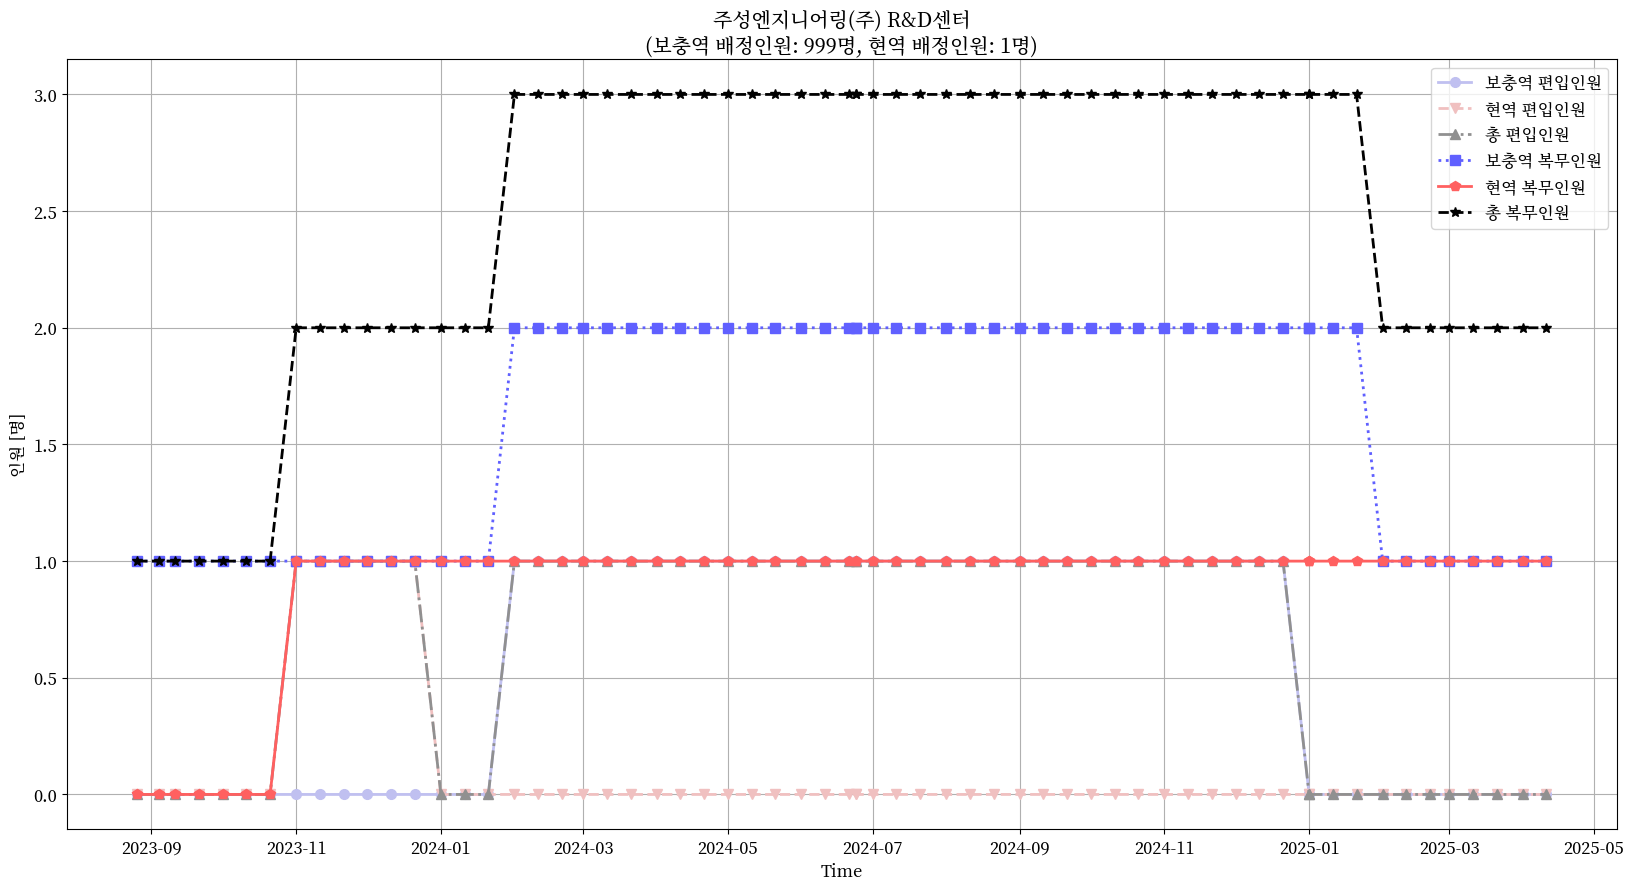 주성엔지니어링(주) R&D센터
(보충역 배정인원: 999명, 현역 배정인원: 1명)
보충역 편입인원
현역 편입인원
총 편입인원
보충역 복무인원
현역 복무인원
총 복무인원
인원 [명]
3.0
2.5
2.0
1.5
1.0
0.5
0.0
2023-09 2023-11 2024-01 2024-03 2024-05 2024-07 2024-09 2024-11 2025-01 2025-03 2025-05
Time